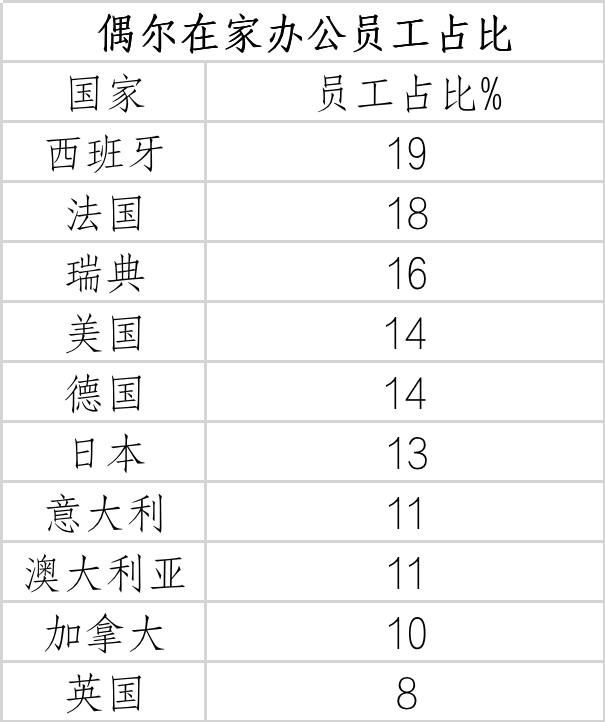 偶尔在家办公员工占比
国家 员工占比%
西班牙 19
法国 18
瑞典 16
美国 14
德国 14
日本 13
意大利 11
澳大利亚 11
加拿大 10
英国 8